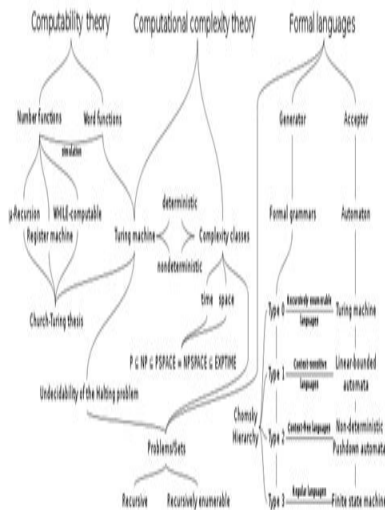 Computability theory
Computational complexity theory
Formal languages
Number functions
Word functions
Generator
Acceptor
simulation
μ-Recursion
WHILE-computable
Register machine
Turing machine
deterministic
nondeterministic
Complexity classes
Formal grammars
Automaton
time
space
Church-Turing thesis
P ⊆ NP ⊆ PSPACE = NPSPACE ⊆ EXPTIME
Undecidability of the Halting problem
Problems/Sets
Recursive
Recursively enumerable
Chomsky
Hierarchy
Type 0
Recursively enumerable
languages
Turing machine
Type 1
Context-sensitive
languages
Linear-bounded
automata
Type 2
Context-free languages
Non-deterministic
Pushdown automata
Type 3
Regular languages
Finite state machine